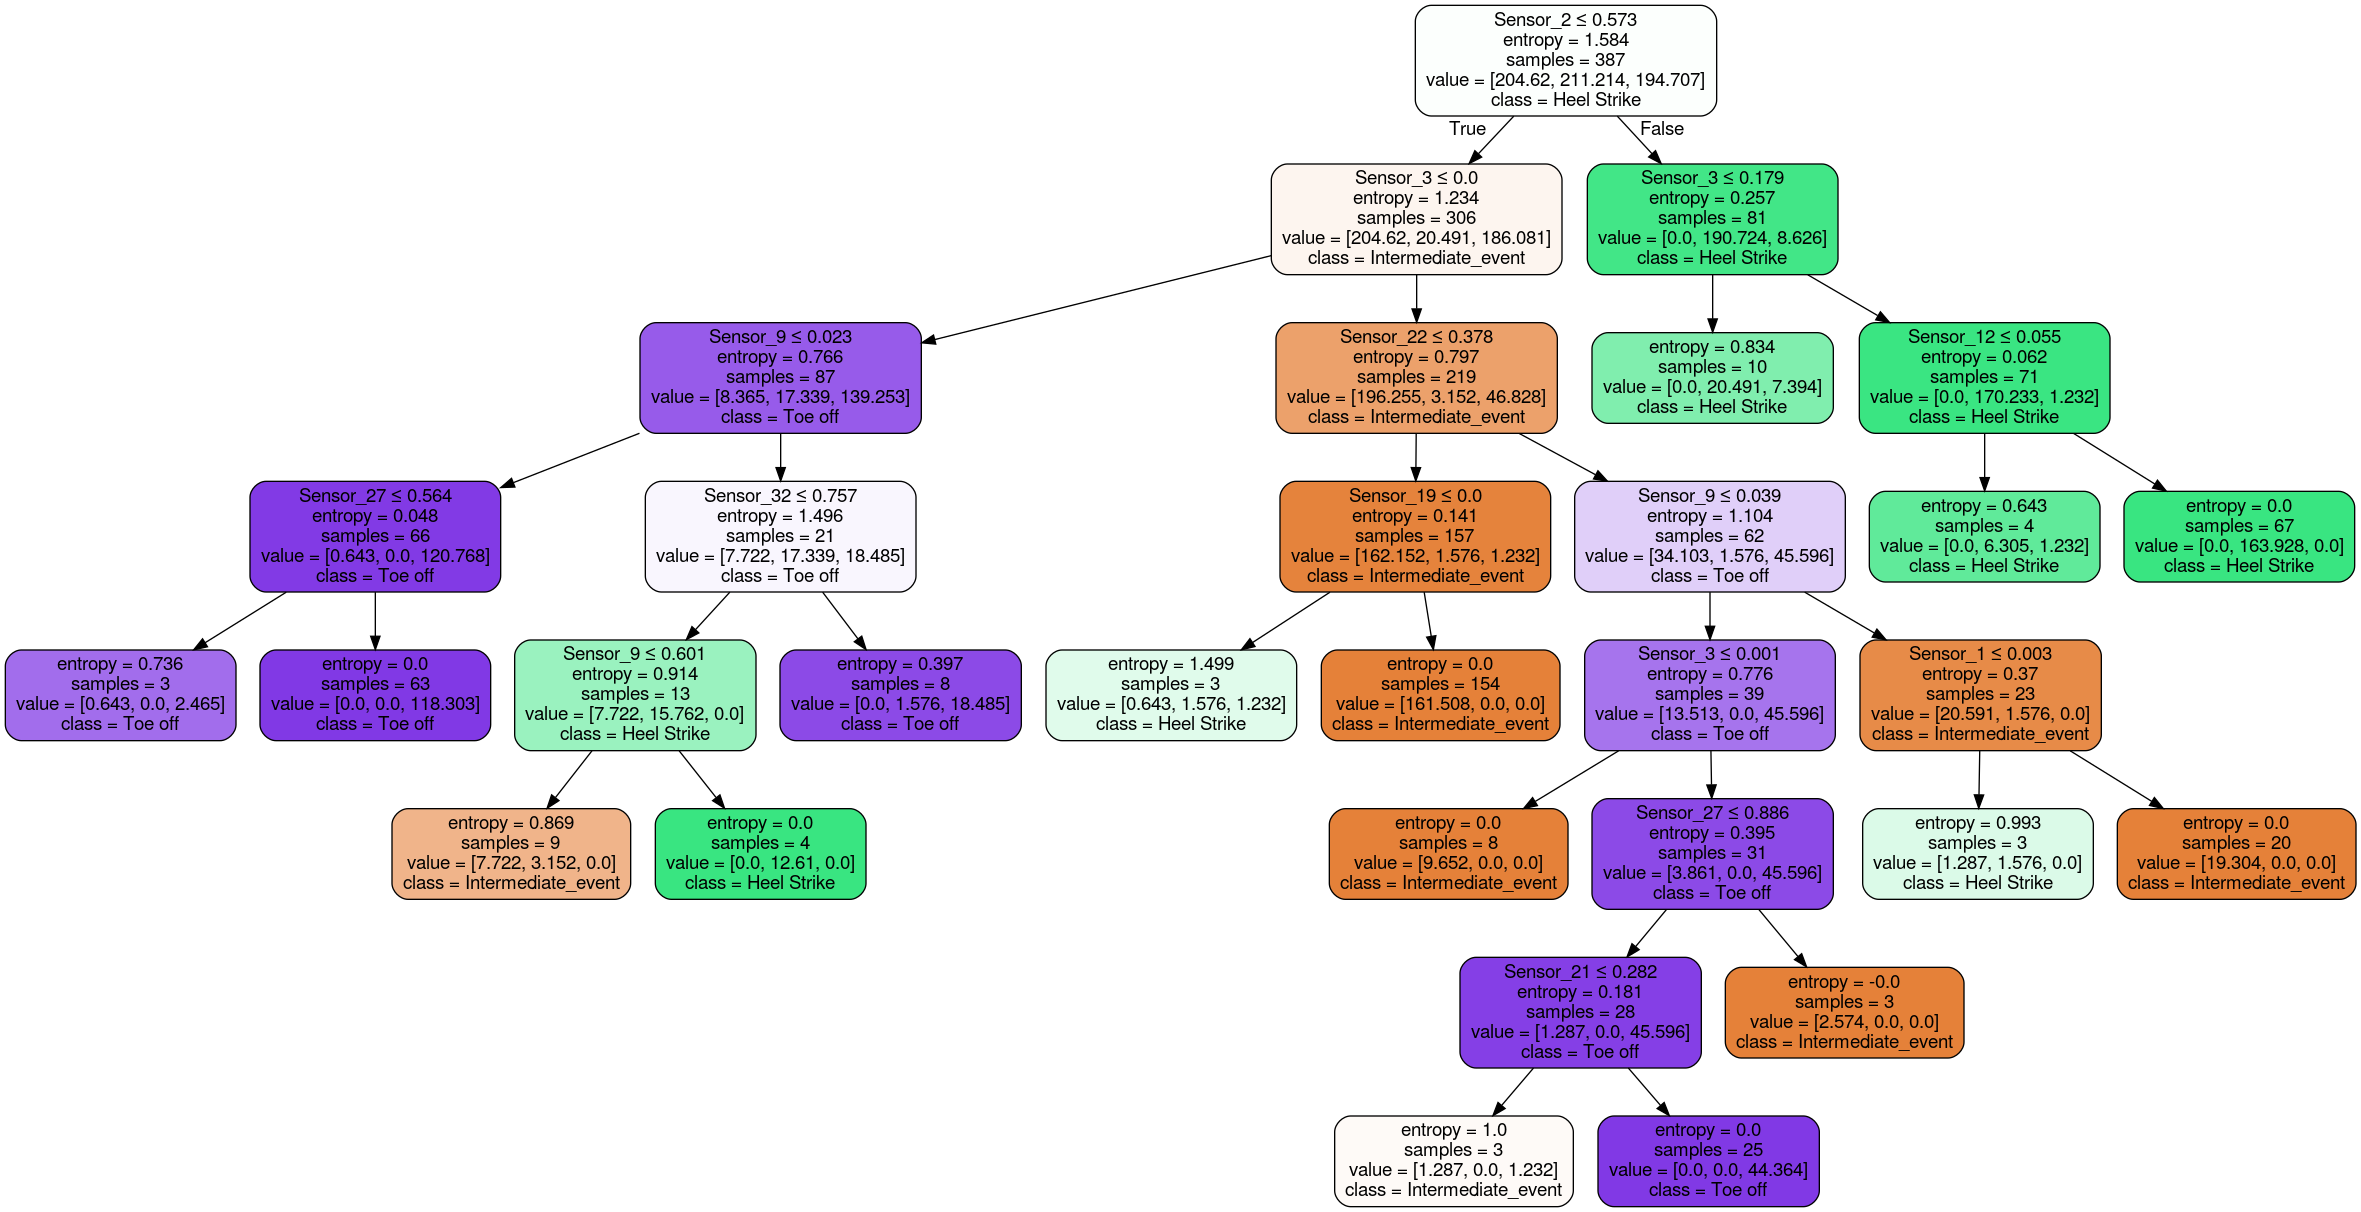 Sensor_2 ≤ 0.573
entropy = 1.584
samples = 387
value = [204.62, 211.214, 194.707]
class = Heel Strike
True
False
Sensor_3 ≤ 0.0
entropy = 1.234
samples = 306
value = [204.62, 20.491, 186.081]
class = Intermediate_event
Sensor_3 ≤ 0.179
entropy = 0.257
samples = 81
value = [0.0, 190.724, 8.626]
class = Heel Strike
Sensor_9 ≤ 0.023
entropy = 0.766
samples = 87
value = [8.365, 17.339, 139.253]
class = Toe off
Sensor_22 ≤ 0.378
entropy = 0.797
samples = 219
value = [196.255, 3.152, 46.828]
class = Intermediate_event
entropy = 0.834
samples = 10
value = [0.0, 20.491, 7.394]
class = Heel Strike
Sensor_12 ≤ 0.055
entropy = 0.062
samples = 71
value = [0.0, 170.233, 1.232]
class = Heel Strike
Sensor_27 ≤ 0.564
entropy = 0.048
samples = 66
value = [0.643, 0.0, 120.768]
class = Toe off
Sensor_32 ≤ 0.757
entropy = 1.496
samples = 21
value = [7.722, 17.339, 18.485]
class = Toe off
Sensor_19 ≤ 0.0
entropy = 0.141
samples = 157
value = [162.152, 1.576, 1.232]
class = Intermediate_event
Sensor_9 ≤ 0.039
entropy = 1.104
samples = 62
value = [34.103, 1.576, 45.596]
class = Toe off
entropy = 0.643
samples = 4
value = [0.0, 6.305, 1.232]
class = Heel Strike
entropy = 0.0
samples = 67
value = [0.0, 163.928, 0.0]
class = Heel Strike
entropy = 0.736
samples = 3
value = [0.643, 0.0, 2.465]
class = Toe off
entropy = 0.0
samples = 63
value = [0.0, 0.0, 118.303]
class = Toe off
Sensor_9 ≤ 0.601
entropy = 0.914
samples = 13
value = [7.722, 15.762, 0.0]
class = Heel Strike
entropy = 0.397
samples = 8
value = [0.0, 1.576, 18.485]
class = Toe off
entropy = 1.499
samples = 3
value = [0.643, 1.576, 1.232]
class = Heel Strike
entropy = 0.0
samples = 154
value = [161.508, 0.0, 0.0]
class = Intermediate_event
Sensor_3 ≤ 0.001
entropy = 0.776
samples = 39
value = [13.513, 0.0, 45.596]
class = Toe off
Sensor_1 ≤ 0.003
entropy = 0.37
samples = 23
value = [20.591, 1.576, 0.0]
class = Intermediate_event
entropy = 0.869
samples = 9
value = [7.722, 3.152, 0.0]
class = Intermediate_event
entropy = 0.0
samples = 4
value = [0.0, 12.61, 0.0]
class = Heel Strike
entropy = 0.0
samples = 8
value = [9.652, 0.0, 0.0]
class = Intermediate_event
Sensor_27 ≤ 0.886
entropy = 0.395
samples = 31
value = [3.861, 0.0, 45.596]
class = Toe off
entropy = 0.993
samples = 3
value = [1.287, 1.576, 0.0]
class = Heel Strike
entropy = 0.0
samples = 20
value = [19.304, 0.0, 0.0]
class = Intermediate_event
Sensor_21 ≤ 0.282
entropy = 0.181
samples = 28
value = [1.287, 0.0, 45.596]
class = Toe off
entropy = -0.0
samples = 3
value = [2.574, 0.0, 0.0]
class = Intermediate_event
entropy = 1.0
samples = 3
value = [1.287, 0.0, 1.232]
class = Intermediate_event
entropy = 0.0
samples = 25
value = [0.0, 0.0, 44.364]
class = Toe off